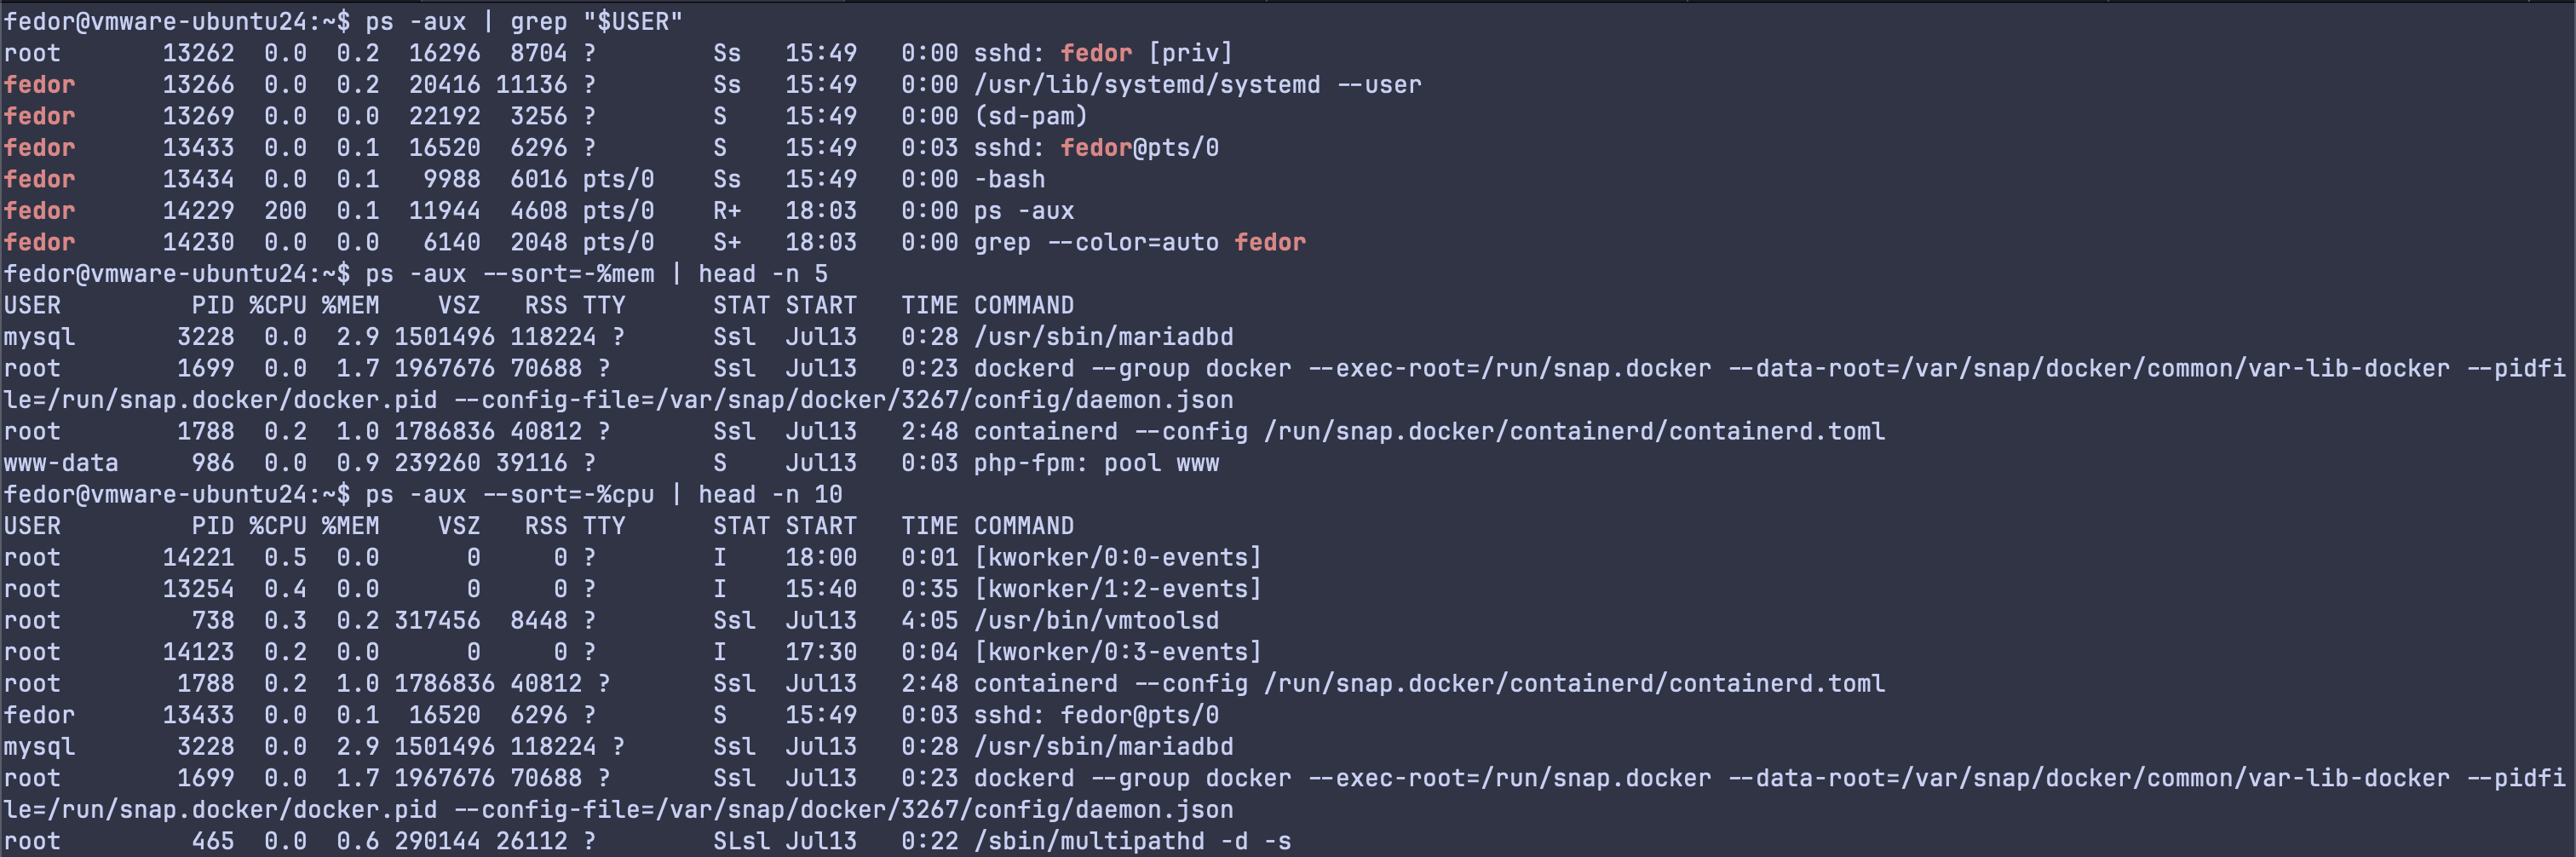 fedor@vmware-ubuntu24:~$ ps -aux | grep "$USER"
root       13262  0.0  0.2  16296  8704 ?        Ss   15:49   0:00 sshd: fedor [priv]
fedor      13266  0.0  0.2  20416 11136 ?        Ss   15:49   0:00 /usr/lib/systemd/systemd --user
fedor      13269  0.0  0.0  22192  3256 ?        S    15:49   0:00 (sd-pam)
fedor      13433  0.0  0.1  16520  6296 ?        S    15:49   0:03 sshd: fedor@pts/0
fedor      13434  0.0  0.1   9988  6016 pts/0    Ss   15:49   0:00 -bash
fedor      14229  200  0.1  11944  4608 pts/0    R+   18:03   0:00 ps -aux
fedor      14230  0.0  0.0   6140  2048 pts/0    S+   18:03   0:00 grep --color=auto fedor
fedor@vmware-ubuntu24:~$ ps -aux --sort=-%mem | head -n 5
USER         PID %CPU %MEM    VSZ   RSS TTY      STAT START   TIME COMMAND
mysql       3228  0.0  2.9 1501496 118224 ?      Ssl  Jul13   0:28 /usr/sbin/mariadbd
root        1699  0.0  1.7 1967676 70688 ?       Ssl  Jul13   0:23 dockerd --group docker --exec-root=/run/snap.docker --data-root=/var/snap/docker/common/var-lib-docker --pidfi
le=/run/snap.docker/docker.pid --config-file=/var/snap/docker/3267/config/daemon.json
root        1788  0.2  1.0 1786836 40812 ?       Ssl  Jul13   2:48 containerd --config /run/snap.docker/containerd/containerd.toml
www-data     986  0.0  0.9 239260 39116 ?        S    Jul13   0:03 php-fpm: pool www
fedor@vmware-ubuntu24:~$ ps -aux --sort=-%cpu | head -n 10
USER         PID %CPU %MEM    VSZ   RSS TTY      STAT START   TIME COMMAND
root       14221  0.5  0.0      0     0 ?        I    18:00   0:01 [kworker/0:0-events]
root       13254  0.4  0.0      0     0 ?        I    15:40   0:35 [kworker/1:2-events]
root         738  0.3  0.2 317456  8448 ?        Ssl  Jul13   4:05 /usr/bin/vmtoolsd
root       14123  0.2  0.0      0     0 ?        I    17:30   0:04 [kworker/0:3-events]
root        1788  0.2  1.0 1786836 40812 ?       Ssl  Jul13   2:48 containerd --config /run/snap.docker/containerd/containerd.toml
fedor      13433  0.0  0.1  16520  6296 ?        S    15:49   0:03 sshd: fedor@pts/0
mysql       3228  0.0  2.9 1501496 118224 ?      Ssl  Jul13   0:28 /usr/sbin/mariadbd
root        1699  0.0  1.7 1967676 70688 ?       Ssl  Jul13   0:23 dockerd --group docker --exec-root=/run/snap.docker --data-root=/var/snap/docker/common/var-lib-docker --pidfi
le=/run/snap.docker/docker.pid --config-file=/var/snap/docker/3267/config/daemon.json
root         465  0.0  0.6 290144 26112 ?        SLsl Jul13   0:22 /sbin/multipathd -d -s